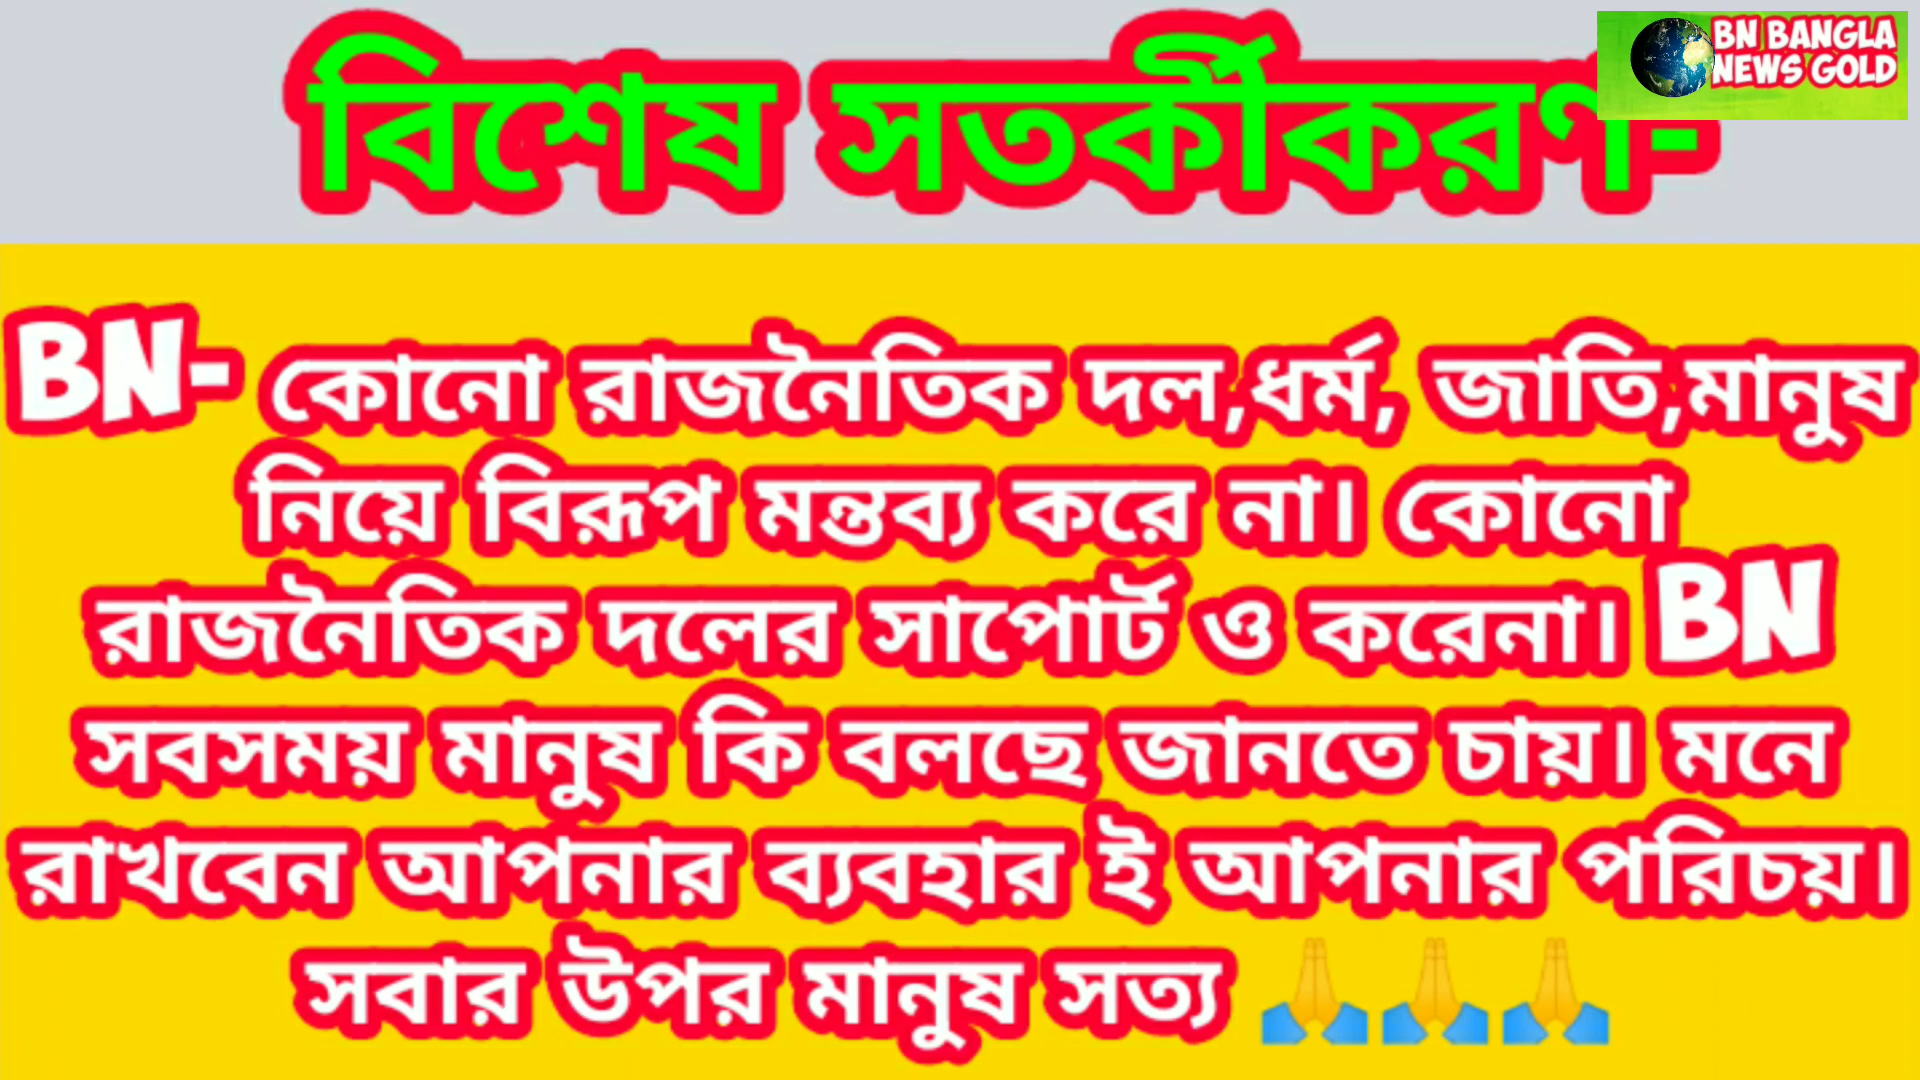 বিশেষ সতর্কীকরণ-
BN BANGLA
NEWS GOLD
BN- কোনো রাজনৈতিক দল,ধর্ম, জাতি,মানুষ
নিয়ে বিরূপ মন্তব্য করে না। কোনো
রাজনৈতিক দলের সাপোর্ট ও করেনা। BN
সবসময় মানুষ কি বলছে জানতে চায়। মনে
রাখবেন আপনার ব্যবহার ই আপনার পরিচয়।
সবার উপর মানুষ সত্য 🙏🙏🙏